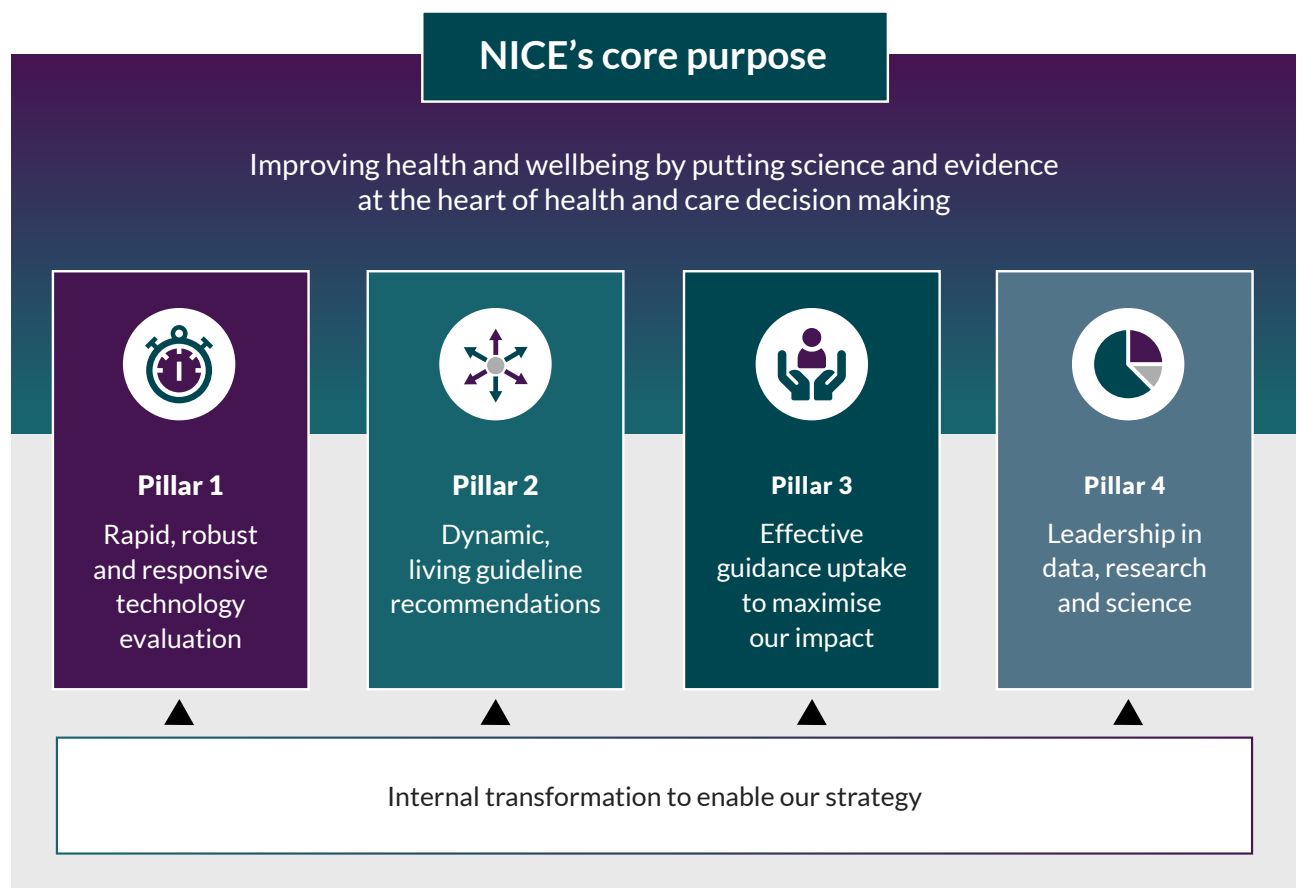 NICE’s core purpose
Improving health and wellbeing by putting science and evidence
at the heart of health and care decision making
Pillar 1
Rapid, robust
and responsive
technology
evaluation
Pillar 2
Dynamic,
living guideline
recommendations
Pillar 3
Effective
guidance uptake
to maximise
our impact
Pillar 4
Leadership in
data, research
and science
Internal transformation to enable our strategy